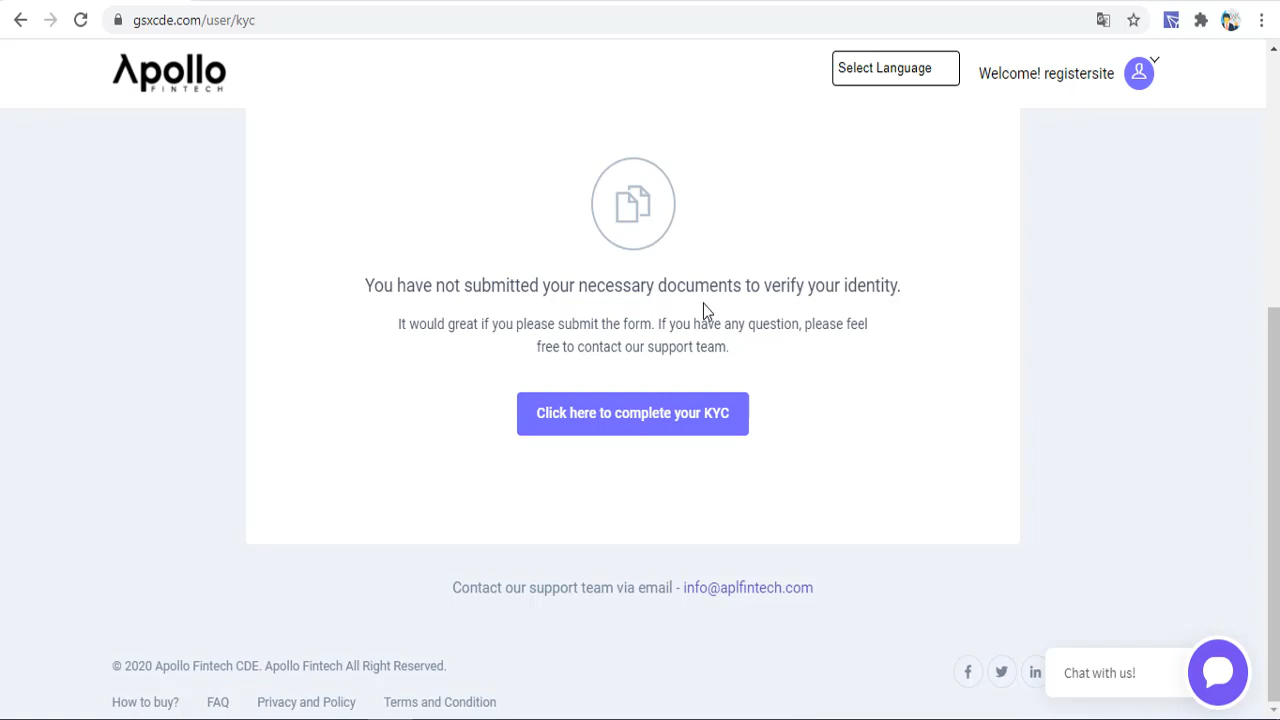 gsxcde.com/user/kyc
Apollo
FINTECH
Select Language
Welcome! registersite
You have not submitted your necessary documents to verify your identity.
It would great if you please submit the form. If you have any question, please feel
free to contact our support team.
Click here to complete your KYC
Contact our support team via email - info@aplfintech.com
© 2020 Apollo Fintech CDE. Apollo Fintech All Right Reserved.
Chat with us!
How to buy? FAQ Privacy and Policy Terms and Condition